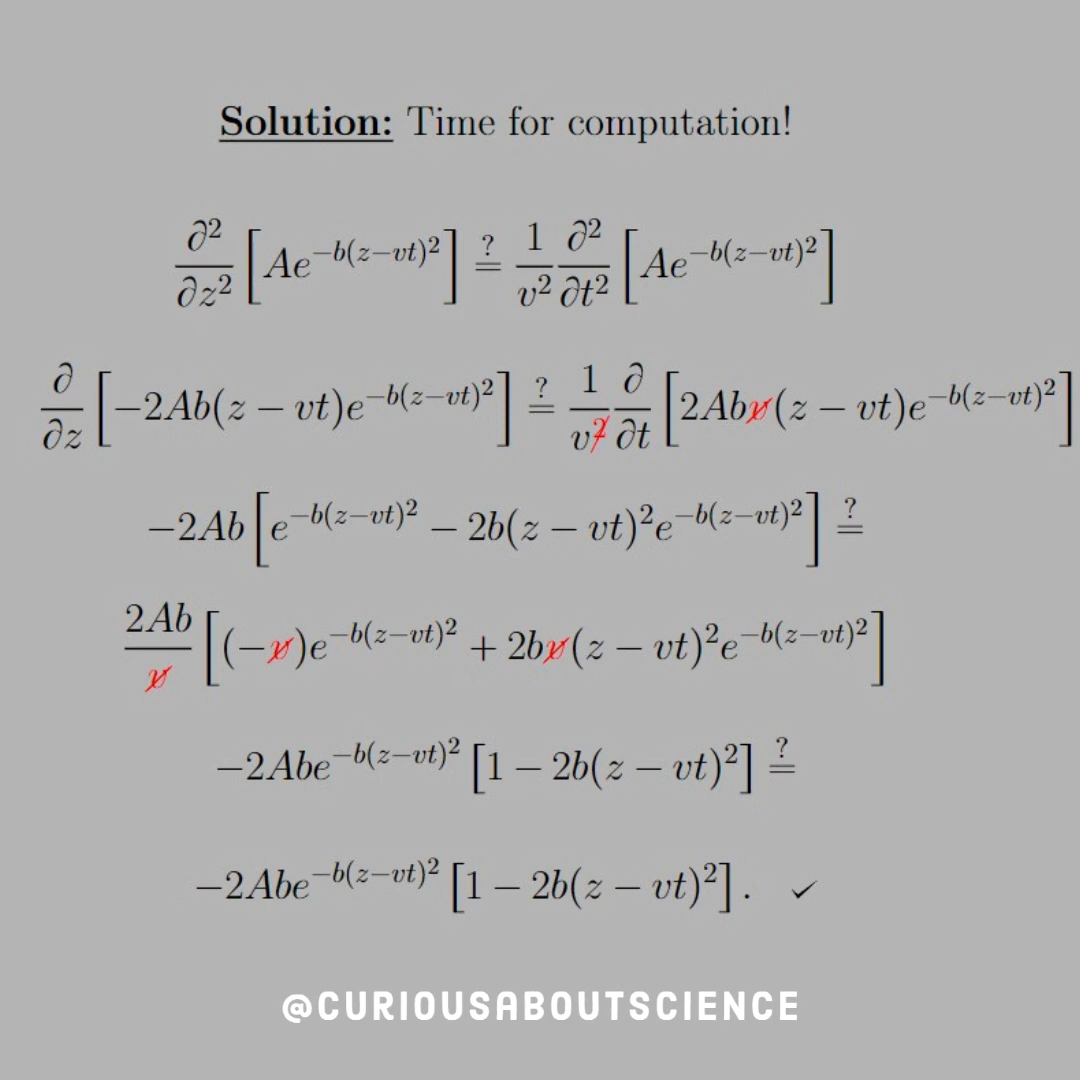 Solution: Time for computation!
∂²/∂z² [Ae^{−b(z−vt)²}] ≟ 1/v² ∂²/∂t² [Ae^{−b(z−vt)²}]
∂/∂z [−2Ab(z − vt)e^{−b(z−vt)²}] ≟ 1/v² ∂/∂t [2Abv(z − vt)e^{−b(z−vt)²}]
−2Ab [e^{−b(z−vt)²} − 2b(z − vt)²e^{−b(z−vt)²}] ≟
2Ab/v [(−v)e^{−b(z−vt)²} + 2bv(z − vt)²e^{−b(z−vt)²}]
−2Abe^{−b(z−vt)²} [1 − 2b(z − vt)²] ≟
−2Abe^{−b(z−vt)²} [1 − 2b(z − vt)²]. ✓
@CURIOUSABOUTSCIENCE